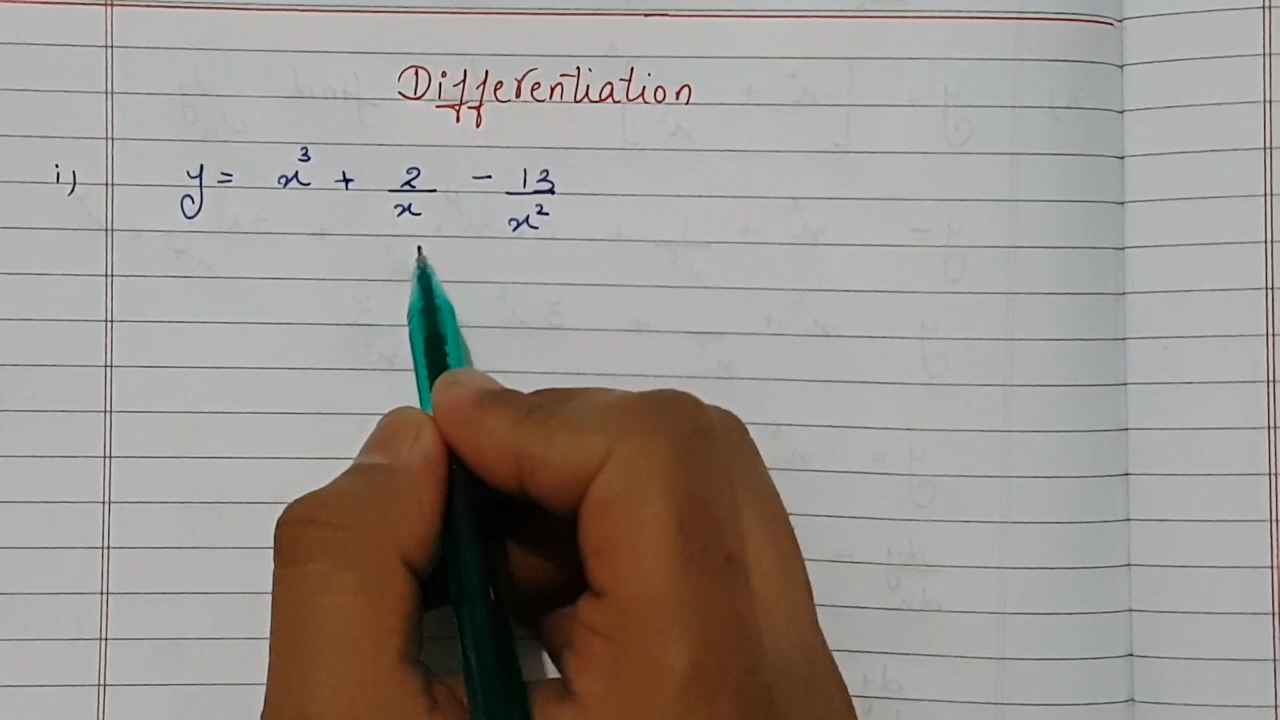 Differentiation
i) y = x³ + 2/x - 13/x²